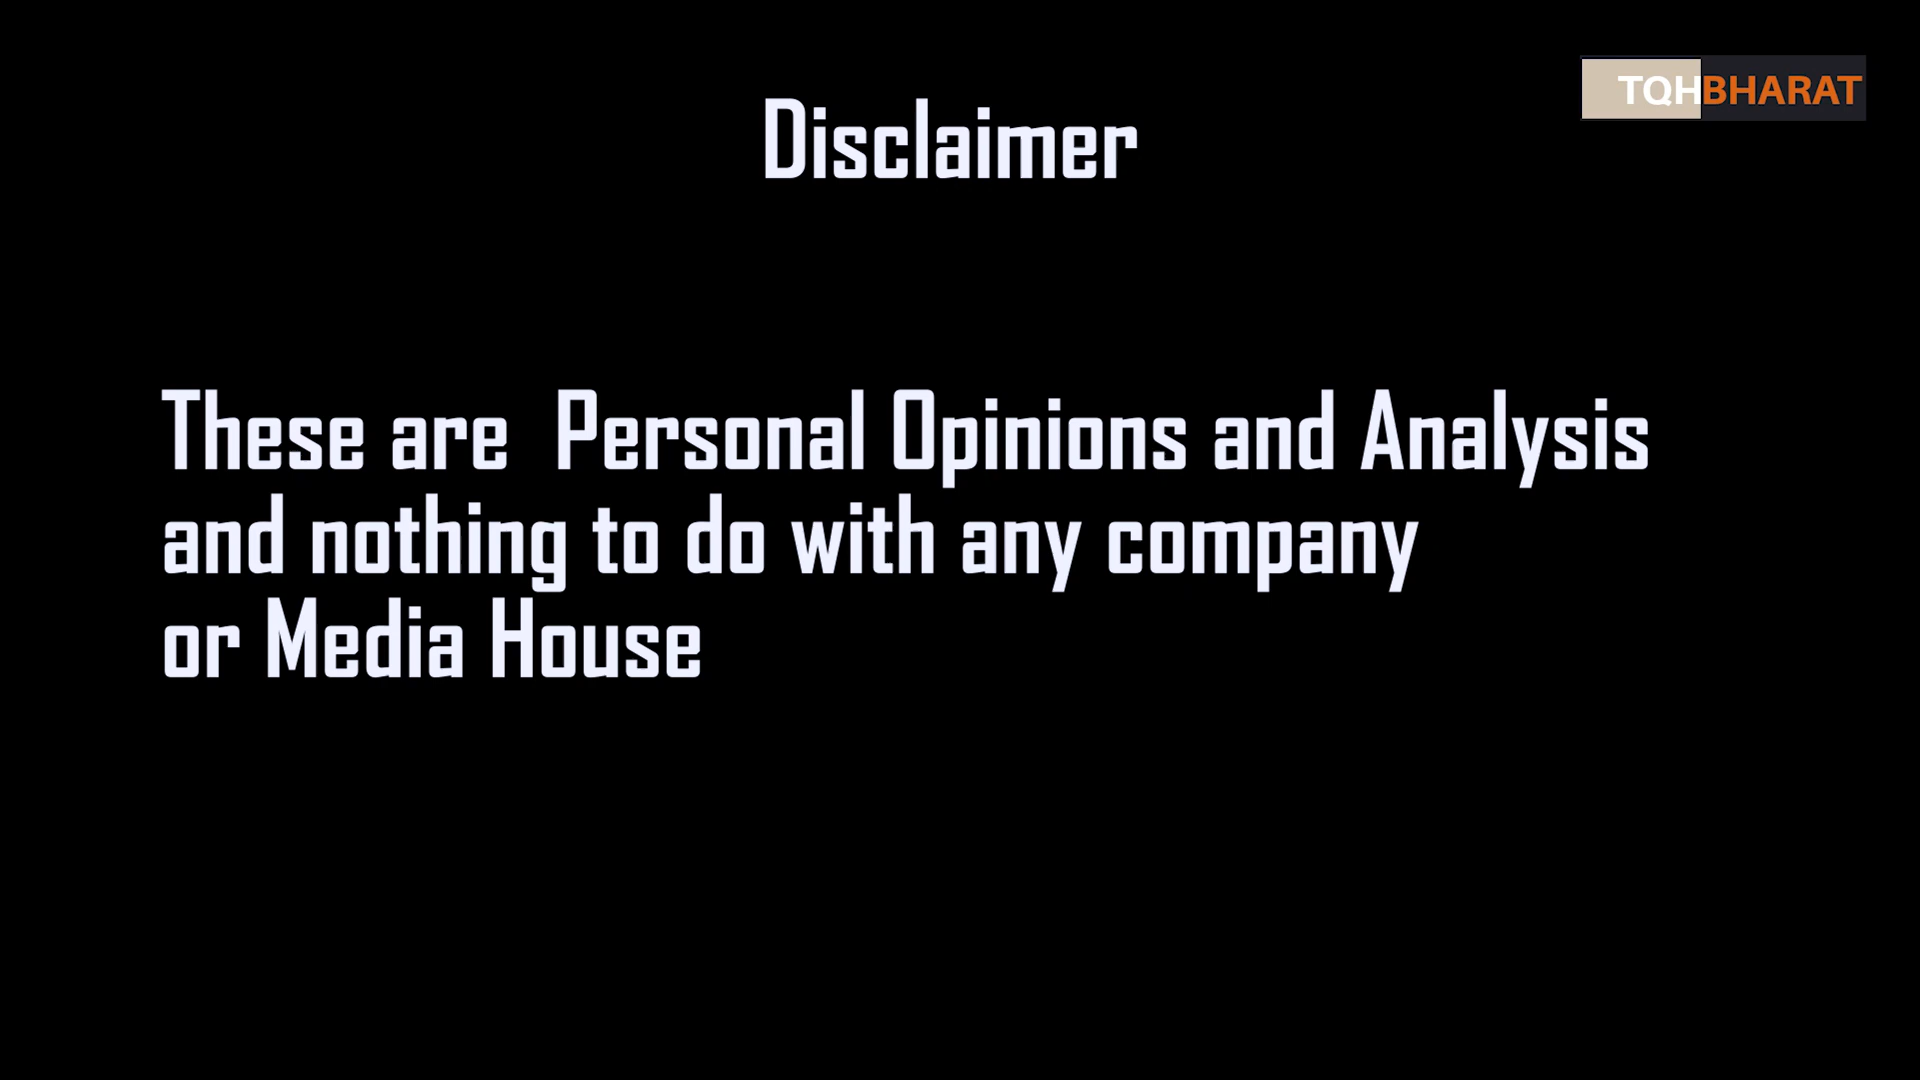 TQHBHARAT
Disclaimer
These are  Personal Opinions and Analysis
and nothing to do with any company
or Media House